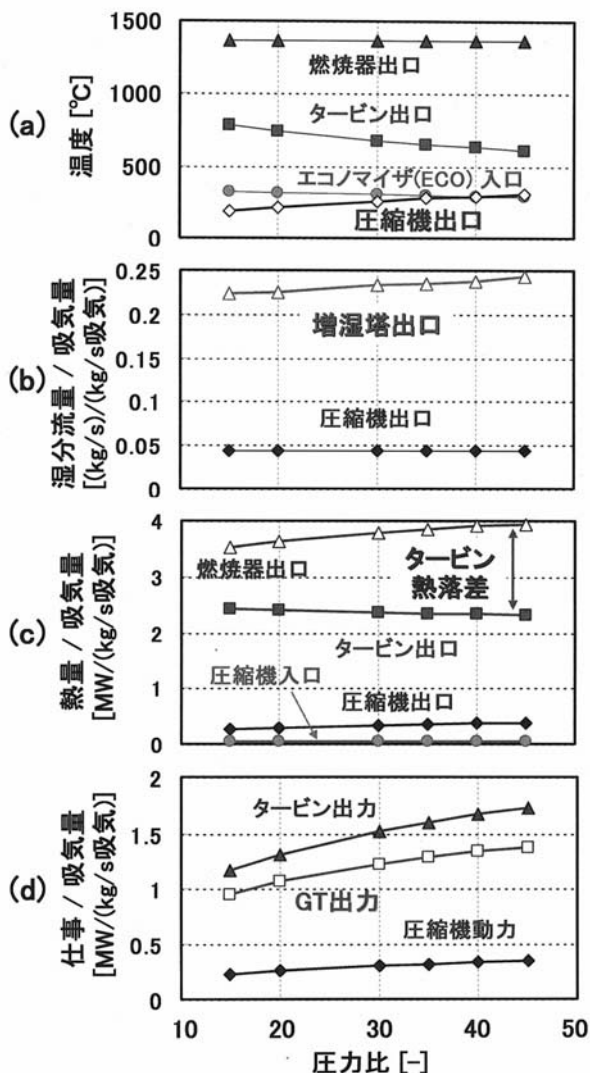 (a)
温度 [℃]
1500
1000
500
0
燃焼器出口
タービン出口
エコノマイザ(ECO) 入口
圧縮機出口
(b)
湿分流量 / 吸気量
[(kg/s)/(kg/s吸気)]
0.25
0.2
0.15
0.1
0.05
0
増湿塔出口
圧縮機出口
(c)
熱量 / 吸気量
[MW/(kg/s吸気)]
4
3
2
1
0
燃焼器出口
タービン
熱落差
タービン出口
圧縮機入口
圧縮機出口
(d)
仕事 / 吸気量
[MW/(kg/s吸気)]
2
1.5
1
0.5
0
タービン出力
GT出力
圧縮機動力
10 20 30 40 50
圧力比 [−]